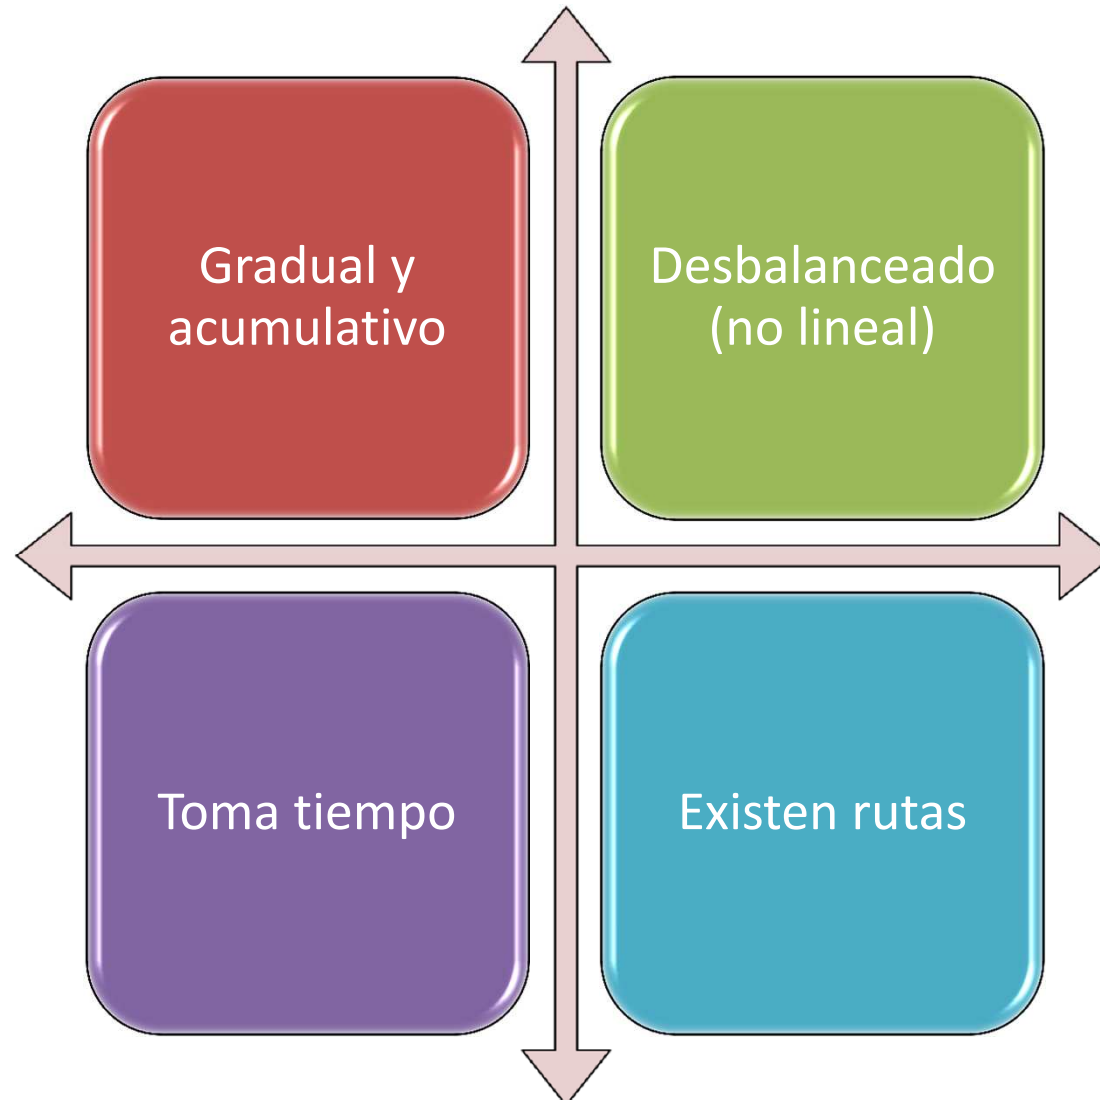 Gradual y
acumulativo
Desbalanceado
(no lineal)
Toma tiempo
Existen rutas